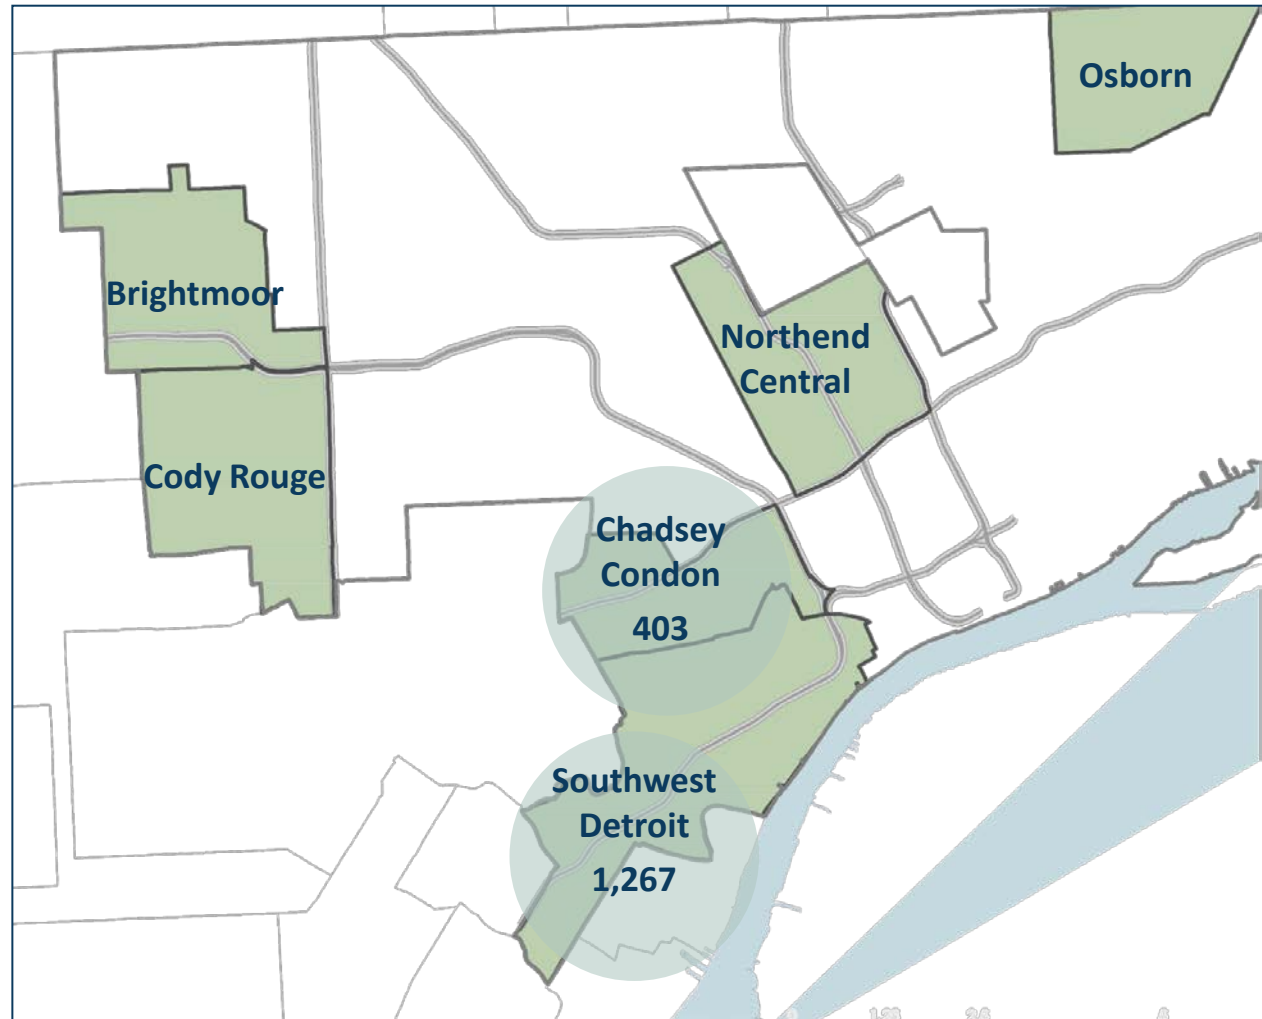 Osborn
Brightmoor
Northend
Central
Cody Rouge
Chadsey
Condon
403
Southwest
Detroit
1,267